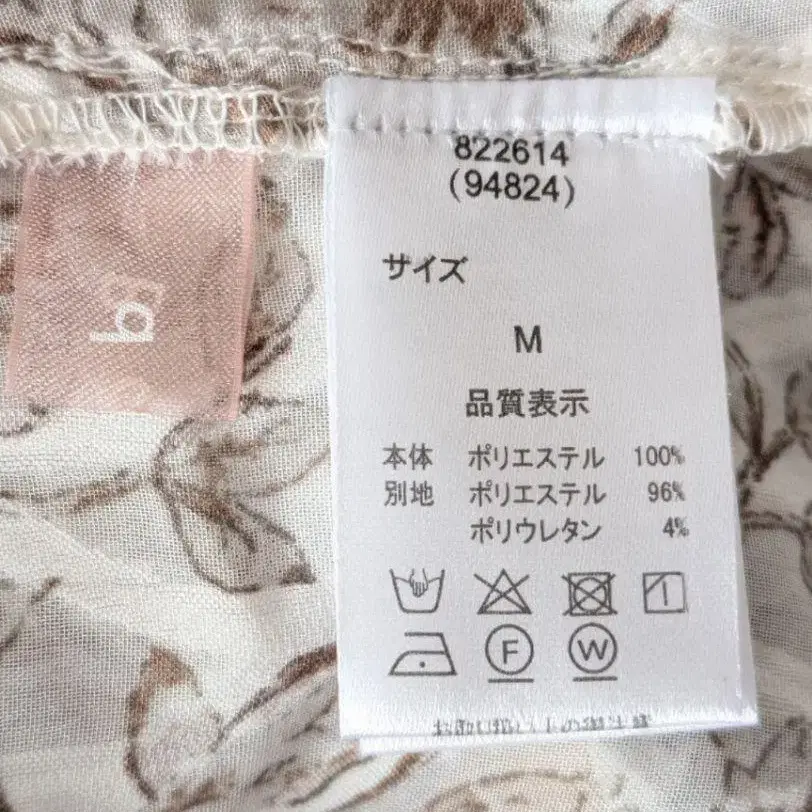 822614
(94824)
サイズ
M
品質表示
本体 ポリエステル 100%
別地 ポリエステル 96%
ポリウレタン 4%
F W
b